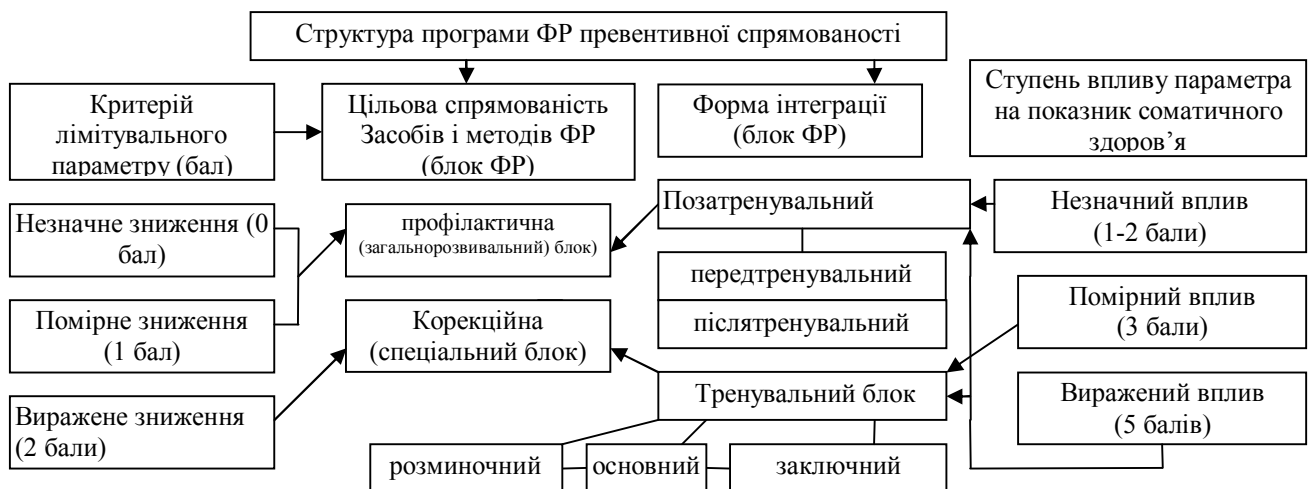 Структура програми ФР превентивної спрямованості
Критерій
лімітувального
параметру (бал)
Цільова спрямованість
Засобів і методів ФР
(блок ФР)
Форма інтеграції
(блок ФР)
Ступень впливу параметра
на показник соматичного
здоров’я
Незначне зниження (0
бал)
профілактична
(загальнорозвивальний) блок)
Позатренувальний
Незначний вплив
(1-2 бали)
передтренувальний
Помірне зниження
(1 бал)
Корекційна
(спеціальний блок)
післятренувальний
Помірний вплив
(3 бали)
Виражене зниження
(2 бали)
Тренувальний блок
Виражений вплив
(5 балів)
розминочний
основний
заключний